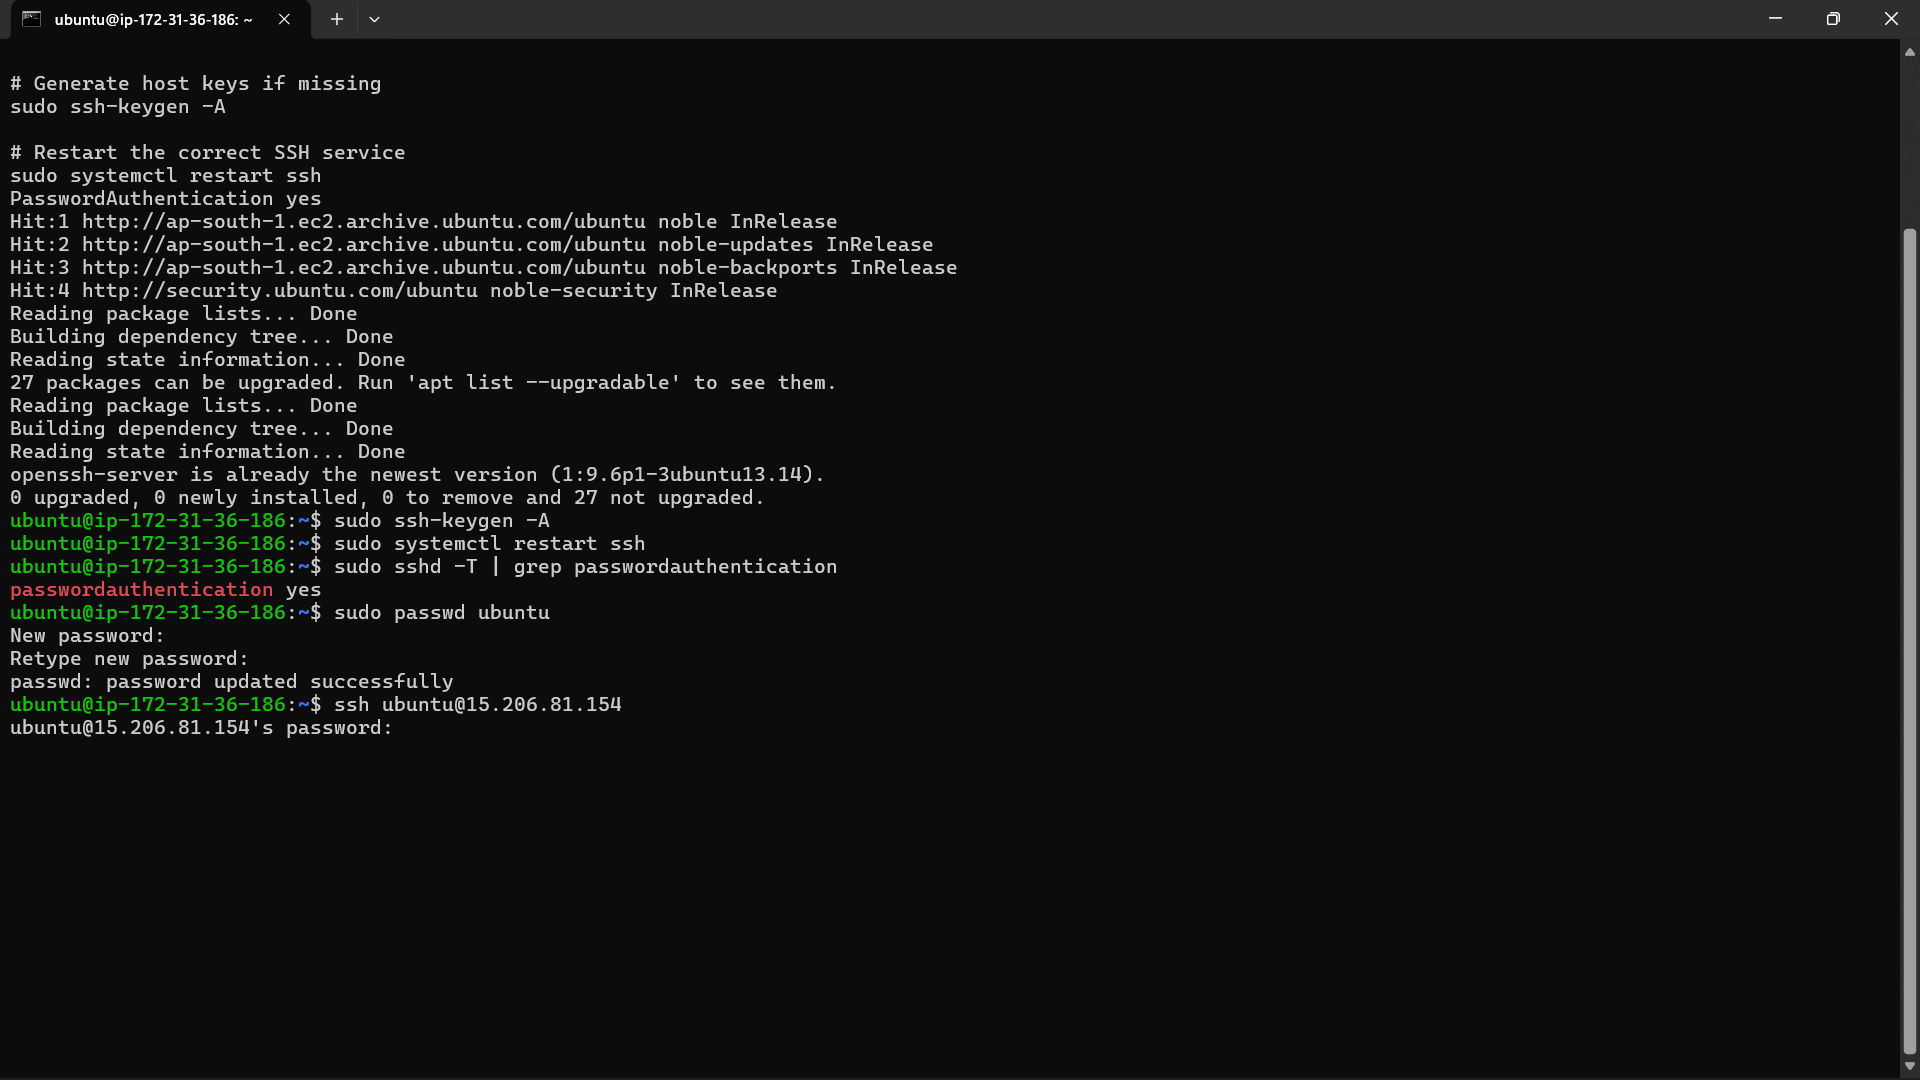 ubuntu@ip-172-31-36-186: ~
# Generate host keys if missing
sudo ssh-keygen -A
# Restart the correct SSH service
sudo systemctl restart ssh
PasswordAuthentication yes
Hit:1 http://ap-south-1.ec2.archive.ubuntu.com/ubuntu noble InRelease
Hit:2 http://ap-south-1.ec2.archive.ubuntu.com/ubuntu noble-updates InRelease
Hit:3 http://ap-south-1.ec2.archive.ubuntu.com/ubuntu noble-backports InRelease
Hit:4 http://security.ubuntu.com/ubuntu noble-security InRelease
Reading package lists... Done
Building dependency tree... Done
Reading state information... Done
27 packages can be upgraded. Run 'apt list --upgradable' to see them.
Reading package lists... Done
Building dependency tree... Done
Reading state information... Done
openssh-server is already the newest version (1:9.6p1-3ubuntu13.14).
0 upgraded, 0 newly installed, 0 to remove and 27 not upgraded.
ubuntu@ip-172-31-36-186:~$ sudo ssh-keygen -A
ubuntu@ip-172-31-36-186:~$ sudo systemctl restart ssh
ubuntu@ip-172-31-36-186:~$ sudo sshd -T | grep passwordauthentication
passwordauthentication yes
ubuntu@ip-172-31-36-186:~$ sudo passwd ubuntu
New password:
Retype new password:
passwd: password updated successfully
ubuntu@ip-172-31-36-186:~$ ssh ubuntu@15.206.81.154
ubuntu@15.206.81.154's password: